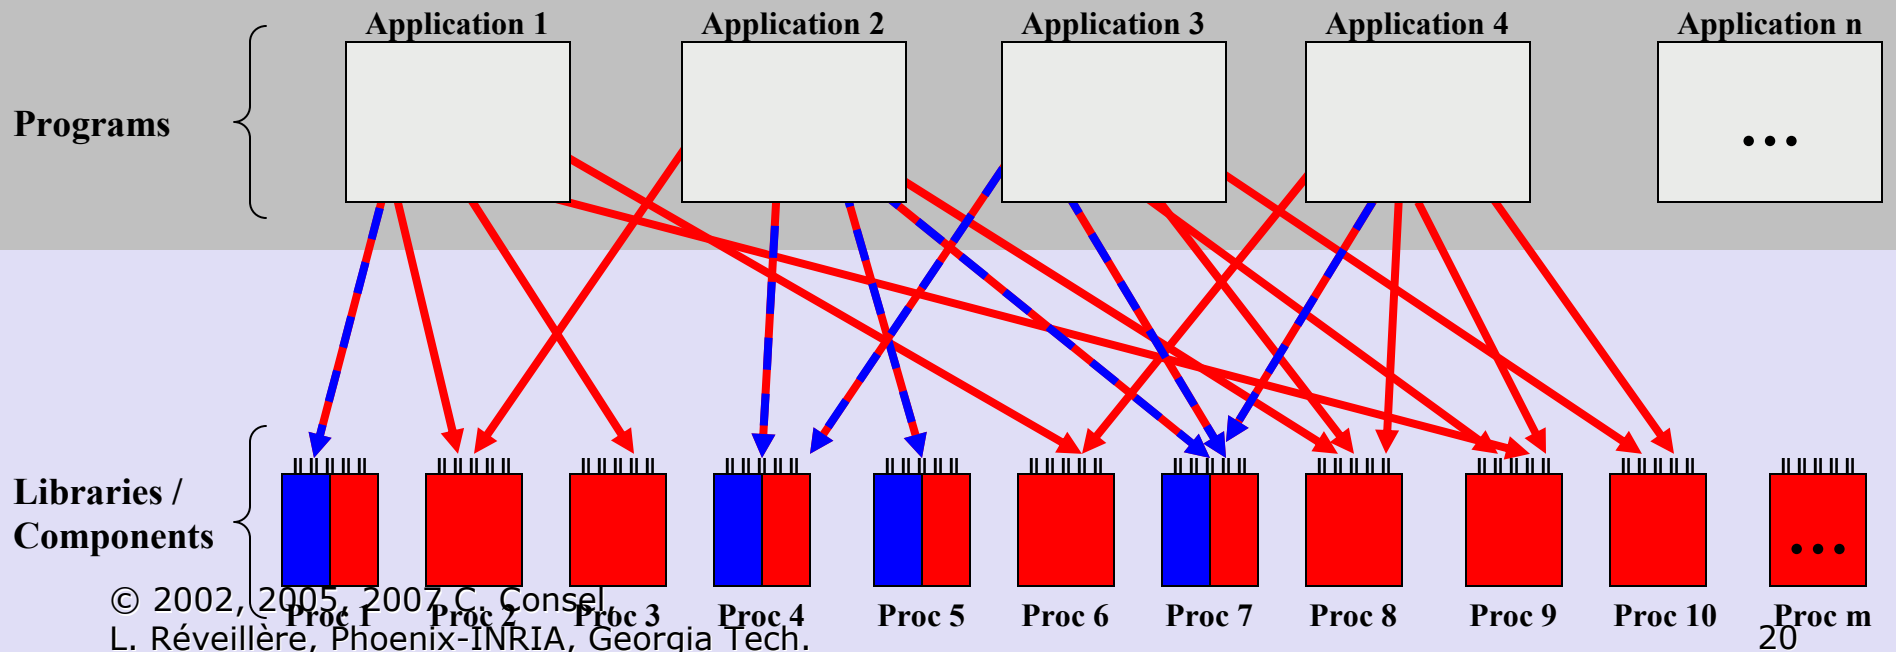 Application 1 Application 2 Application 3 Application 4 Application n
Programs
...
Libraries /
Components
...
Proc 1 Proc 2 Proc 3 Proc 4 Proc 5 Proc 6 Proc 7 Proc 8 Proc 9 Proc 10 Proc m
© 2002, 2005, 2007 C. Consel,
L. Réveillère, Phoenix-INRIA, Georgia Tech.
20